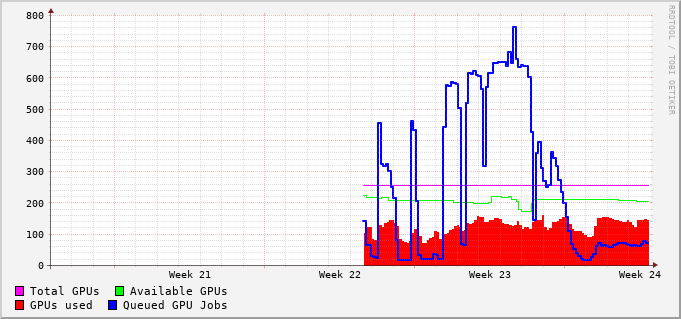 800
700
600
500
400
300
200
100
0
Week 21 Week 22 Week 23 Week 24
Total GPUs Available GPUs
GPUs used Queued GPU Jobs
RRDTOOL / TOBI OETIKER